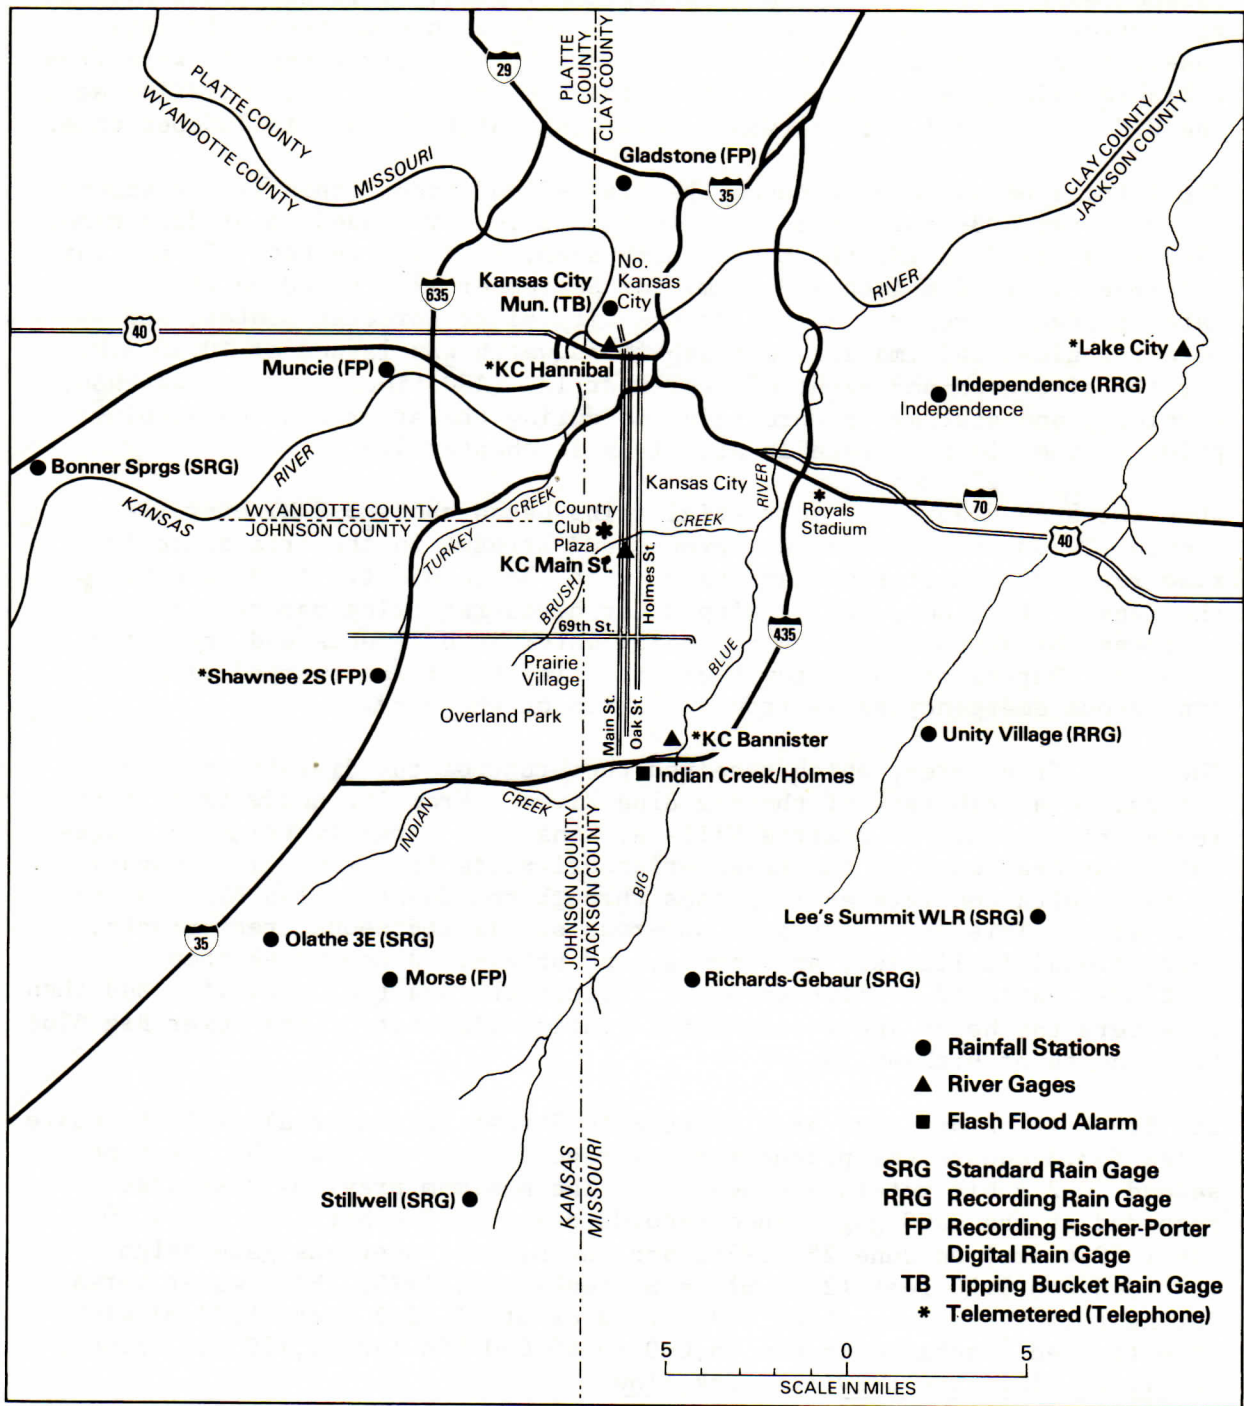 29
PLATTE COUNTY
CLAY COUNTY
PLATTE COUNTY
WYANDOTTE COUNTY
MISSOURI
Gladstone (FP)
35
CLAY COUNTY
JACKSON COUNTY
No.
Kansas
City
Kansas City
Mun. (TB)
635
RIVER
40
*KC Hannibal
*Lake City
Muncie (FP)
Independence (RRG)
Independence
Bonner Sprgs (SRG)
RIVER
KANSAS
Kansas City
RIVER
*
Royals
Stadium
70
40
WYANDOTTE COUNTY
JOHNSON COUNTY
TURKEY
CREEK
Country
Club
Plaza
*
CREEK
KC Main St.
BRUSH
Holmes St.
69th St.
435
BLUE
Prairie
Village
*Shawnee 2S (FP)
Overland Park
Main St.
Oak St.
*KC Bannister
Unity Village (RRG)
Indian Creek/Holmes
INDIAN
CREEK
BIG
JOHNSON COUNTY
JACKSON COUNTY
Lee's Summit WLR (SRG)
35
Olathe 3E (SRG)
Morse (FP)
Richards-Gebaur (SRG)
Stillwell (SRG)
KANSAS
MISSOURI
Rainfall Stations
River Gages
Flash Flood Alarm
SRG Standard Rain Gage
RRG Recording Rain Gage
FP Recording Fischer-Porter
Digital Rain Gage
TB Tipping Bucket Rain Gage
* Telemetered (Telephone)
5 0 5
SCALE IN MILES